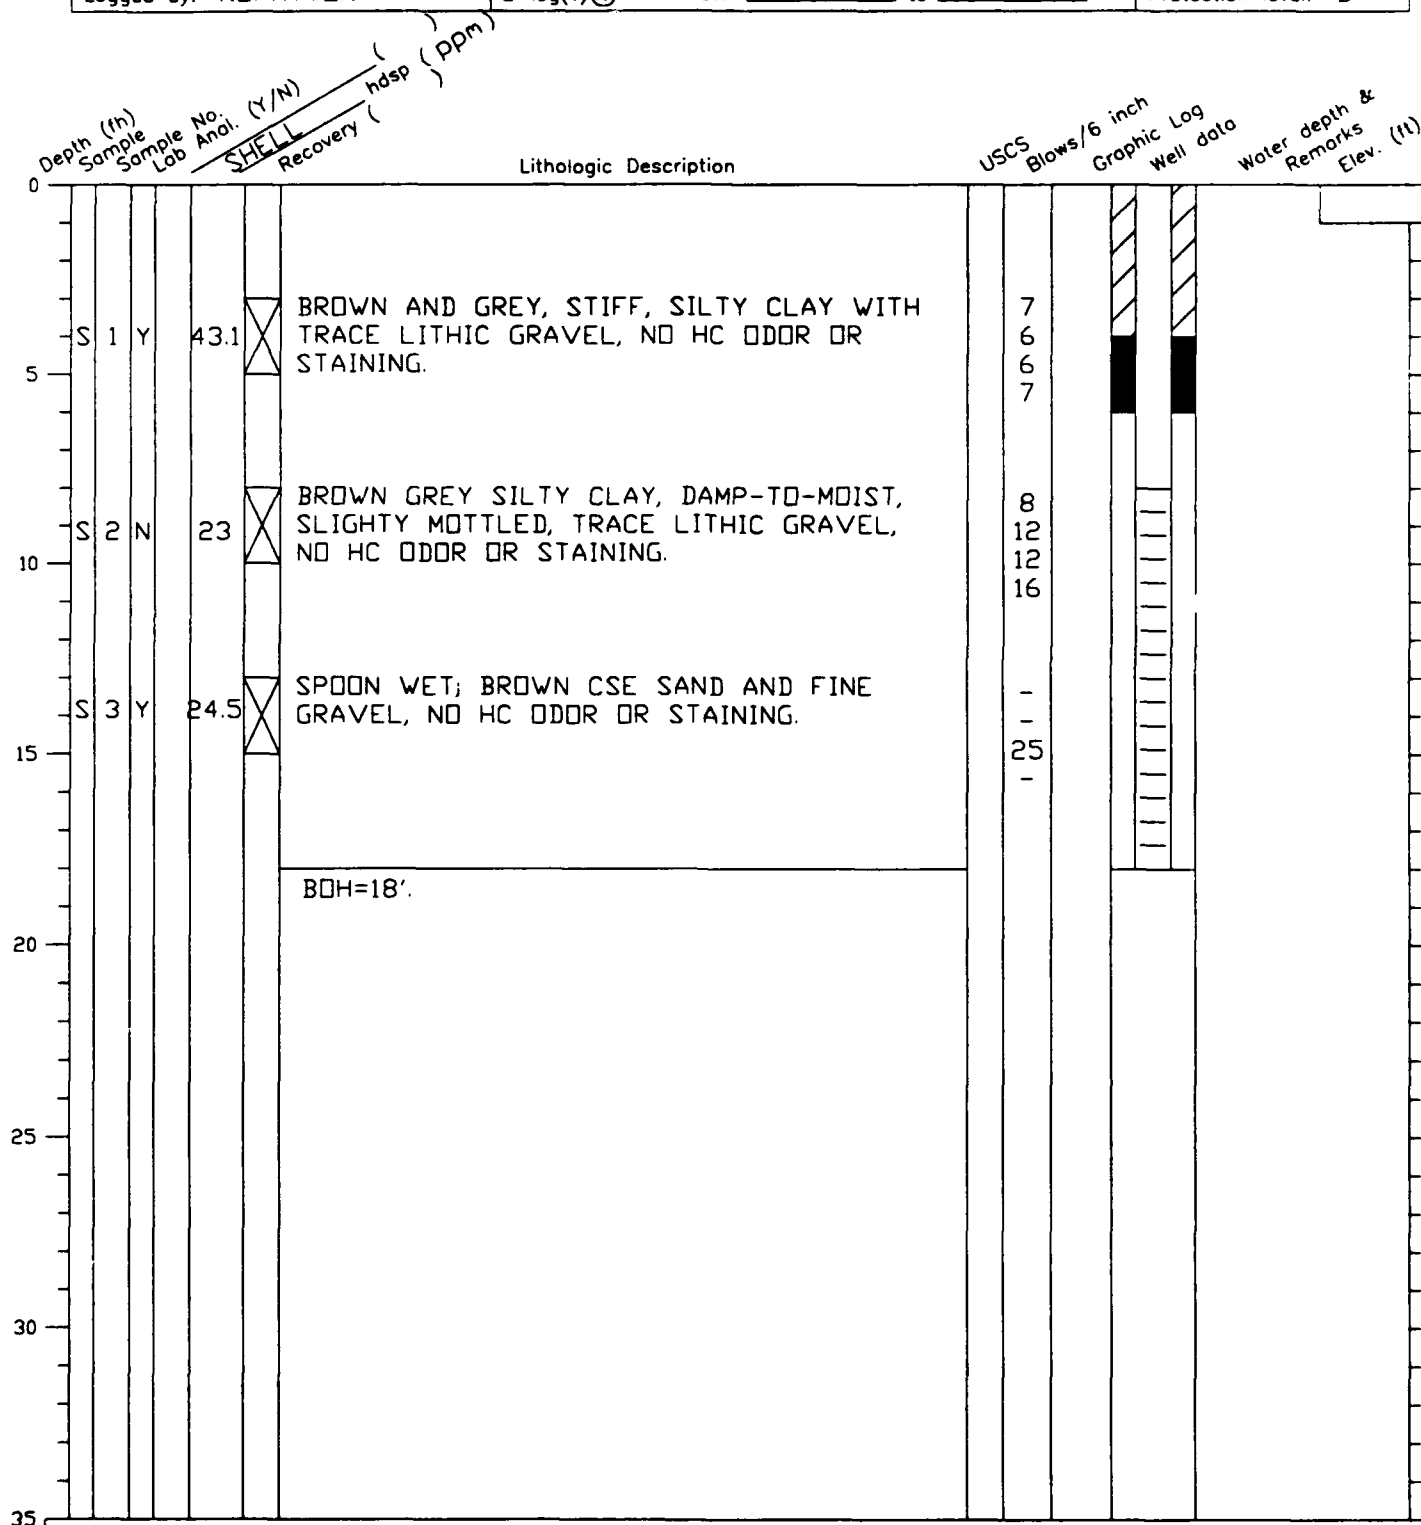 Depth (fh)
Sample
Sample No.
Lab Anal. (Y/N)
SHELL ( )
hdsp (ppm)
Recovery ( )
Lithologic Description
USCS
Blows/6 inch
Graphic Log
Well data
Water depth &
Remarks
Elev. (ft)
0
BROWN AND GREY, STIFF, SILTY CLAY WITH
TRACE LITHIC GRAVEL, NO HC ODOR OR
STAINING.
S 1 Y 43.1
7
6
6
7
5
BROWN GREY SILTY CLAY, DAMP-TO-MOIST,
SLIGHTY MOTTLED, TRACE LITHIC GRAVEL,
NO HC ODOR OR STAINING.
S 2 N 23
8
12
12
16
10
SPOON WET; BROWN CSE SAND AND FINE
GRAVEL, NO HC ODOR OR STAINING.
S 3 Y 24.5
-
-
25
-
15
BOH=18'.
20
25
30
35